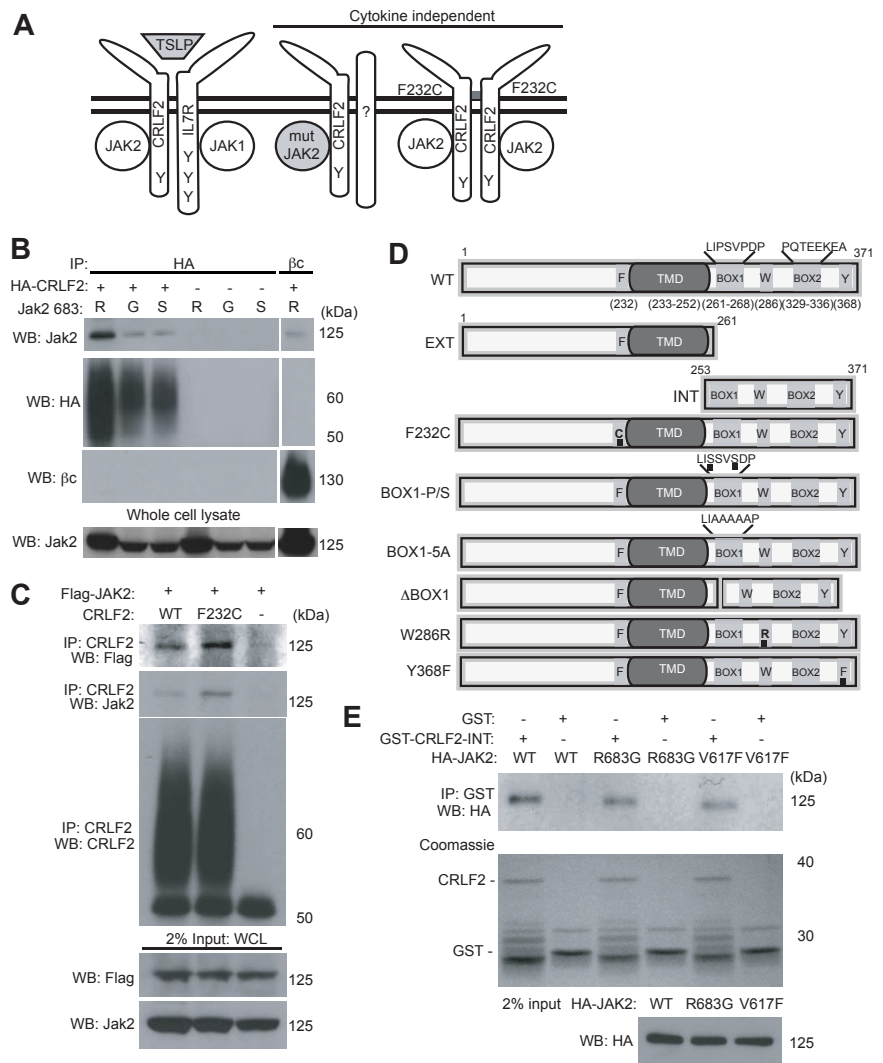 A
Cytokine independent
TSLP
F232C
F232C
CRLF2
IL7R
CRLF2
?
CRLF2
CRLF2
JAK2
JAK1
mut
JAK2
JAK2
JAK2
Y
Y
Y
Y
Y
Y
Y
B
IP: HA βc
HA-CRLF2: + + + - - - +
Jak2 683: R G S R G S R (kDa)
WB: Jak2 125
WB: HA 60
50
WB: βc 130
Whole cell lysate
WB: Jak2 125
C
Flag-JAK2: + + +
CRLF2: WT F232C - (kDa)
IP: CRLF2
WB: Flag
125
IP: CRLF2
WB: Jak2
125
IP: CRLF2
WB: CRLF2
60
50
2% Input: WCL
WB: Flag 125
WB: Jak2 125
D
1 LIPSVPDP PQTEEKEA 371
WT F TMD BOX1 W BOX2 Y
(232) (233-252) (261-268) (286) (329-336) (368)
1 261
EXT F TMD
253 371
INT BOX1 W BOX2 Y
F232C C TMD BOX1 W BOX2 Y
LISSVSDP
BOX1-P/S F TMD BOX1 W BOX2 Y
LIAAAAAP
BOX1-5A F TMD BOX1 W BOX2 Y
ΔBOX1 F TMD W BOX2 Y
W286R F TMD BOX1 R BOX2 Y
Y368F F TMD BOX1 W BOX2 F
E
GST: - + - + - +
GST-CRLF2-INT: + - + - + -
HA-JAK2: WT WT R683G R683G V617F V617F
(kDa)
IP: GST
WB: HA
125
Coomassie
40
CRLF2 -
30
GST -
2% input HA-JAK2: WT R683G V617F
WB: HA 125